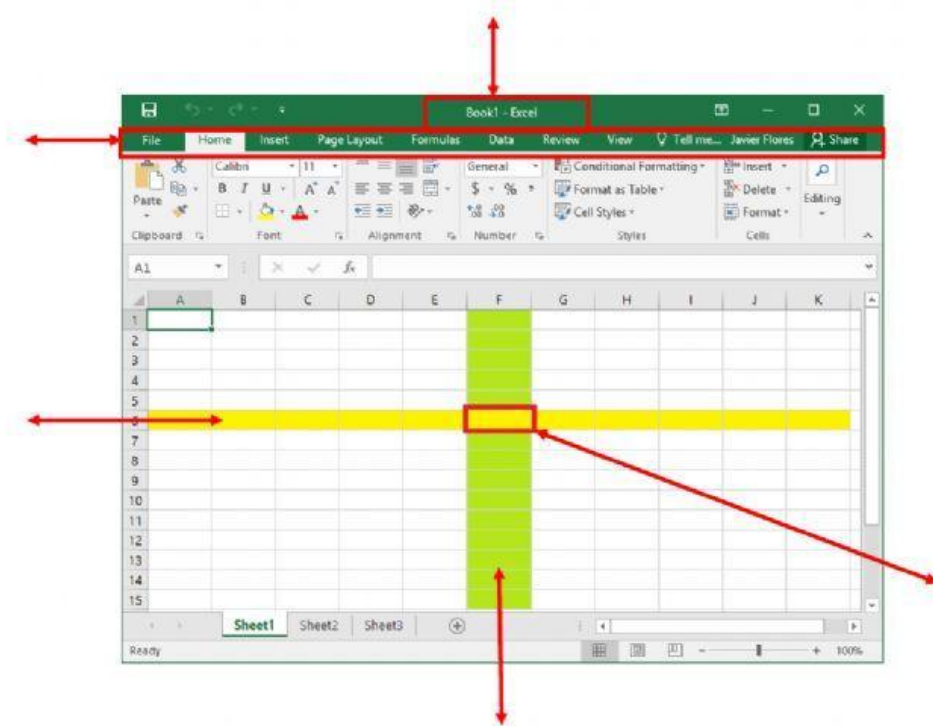 Book1 - Excel
File Home Insert Page Layout Formulas Data Review View Tell me... Javier Flores Share
Calibri 11 General Conditional Formatting Insert
Paste B I U A A $ % Format as Table Delete Editing
A Cell Styles Format
Clipboard Font Alignment Number Styles Cells
A1 fx
A B C D E F G H I J K
1
2
3
4
5
6
7
8
9
10
11
12
13
14
15
Sheet1 Sheet2 Sheet3
Ready 100%